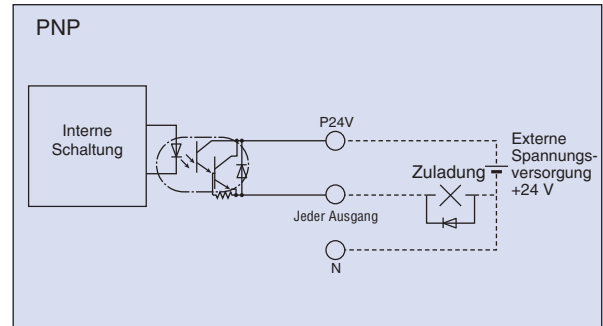 PNP
Interne
Schaltung
P24V
Externe
Spannungs-
versorgung
+24 V
Zuladung
Jeder Ausgang
N